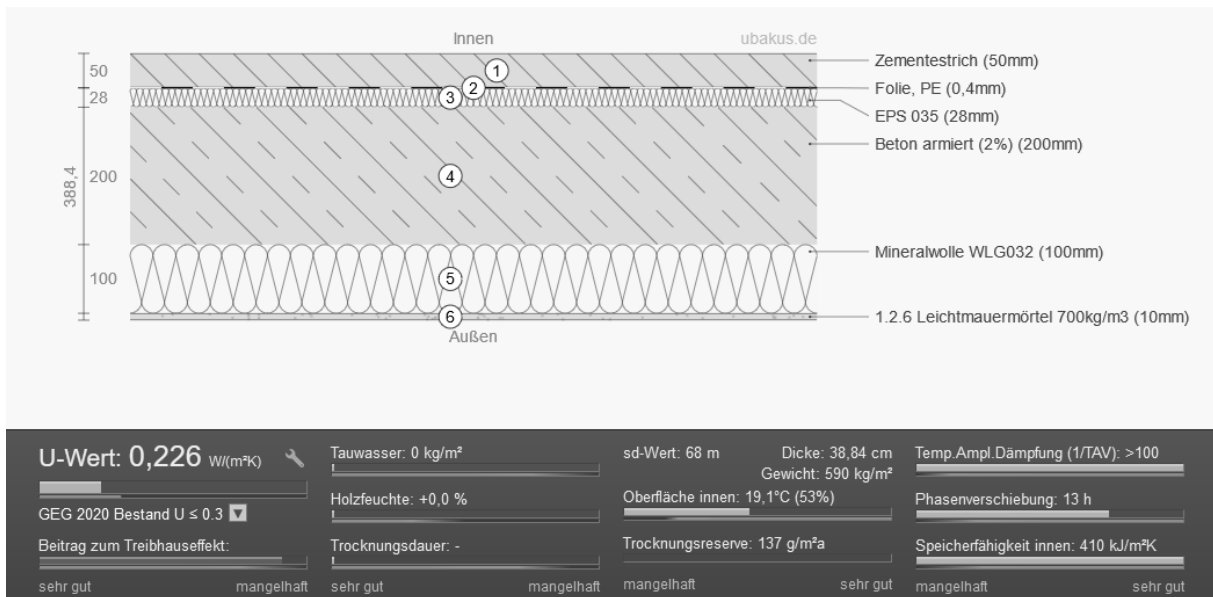 Innen
ubakus.de
50
28
388,4
200
100
1
2
3
4
5
6
Zementestrich (50mm)
Folie, PE (0,4mm)
EPS 035 (28mm)
Beton armiert (2%) (200mm)
Mineralwolle WLG032 (100mm)
1.2.6 Leichtmauermörtel 700kg/m3 (10mm)
Außen
U-Wert: 0,226 W/(m²K)
GEG 2020 Bestand U ≤ 0.3
Beitrag zum Treibhauseffekt:
sehr gut mangelhaft
Tauwasser: 0 kg/m²
Holzfeuchte: +0,0 %
Trocknungsdauer: -
sehr gut mangelhaft
sd-Wert: 68 m Dicke: 38,84 cm
Gewicht: 590 kg/m²
Oberfläche innen: 19,1°C (53%)
Trocknungsreserve: 137 g/m²a
mangelhaft sehr gut
Temp.Ampl.Dämpfung (1/TAV): >100
Phasenverschiebung: 13 h
Speicherfähigkeit innen: 410 kJ/m²K
mangelhaft sehr gut